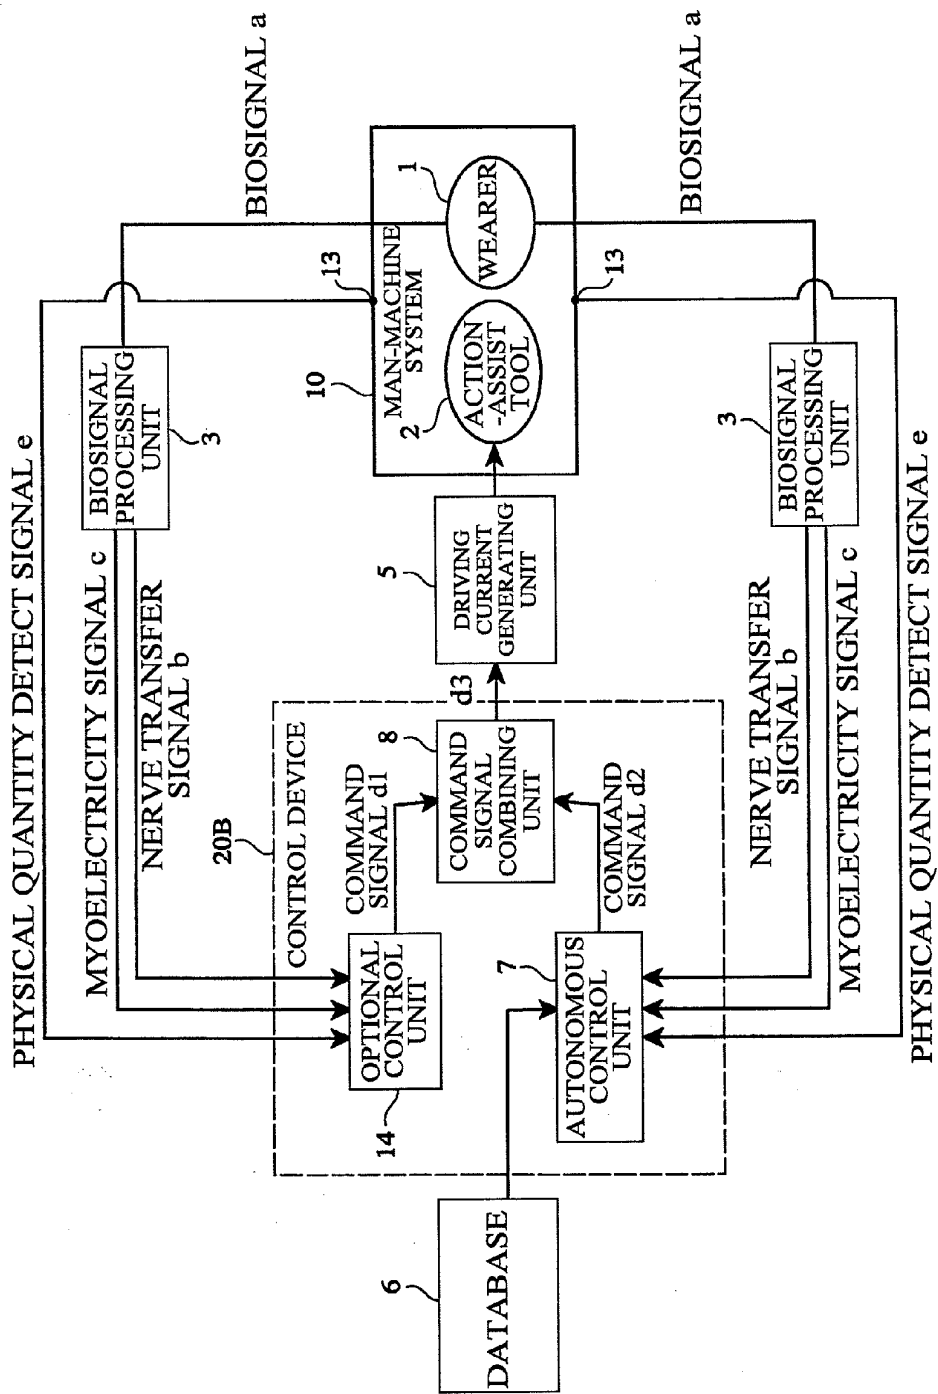 PHYSICAL QUANTITY DETECT SIGNAL e
MYOELECTRICITY SIGNAL c
NERVE TRANSFER
SIGNAL b
BIOSIGNAL
PROCESSING
UNIT
3
BIOSIGNAL a
20B
CONTROL DEVICE
COMMAND
SIGNAL d1
14
OPTIONAL
CONTROL
UNIT
6
DATABASE
7
AUTONOMOUS
CONTROL
UNIT
COMMAND
SIGNAL d2
8
COMMAND
SIGNAL
COMBINING
UNIT
d3
5
DRIVING
CURRENT
GENERATING
UNIT
10
MAN-MACHINE
SYSTEM
13
2
ACTION
-ASSIST
TOOL
1
WEARER
13
BIOSIGNAL a
3
BIOSIGNAL
PROCESSING
UNIT
NERVE TRANSFER
SIGNAL b
MYOELECTRICITY SIGNAL c
PHYSICAL QUANTITY DETECT SIGNAL e